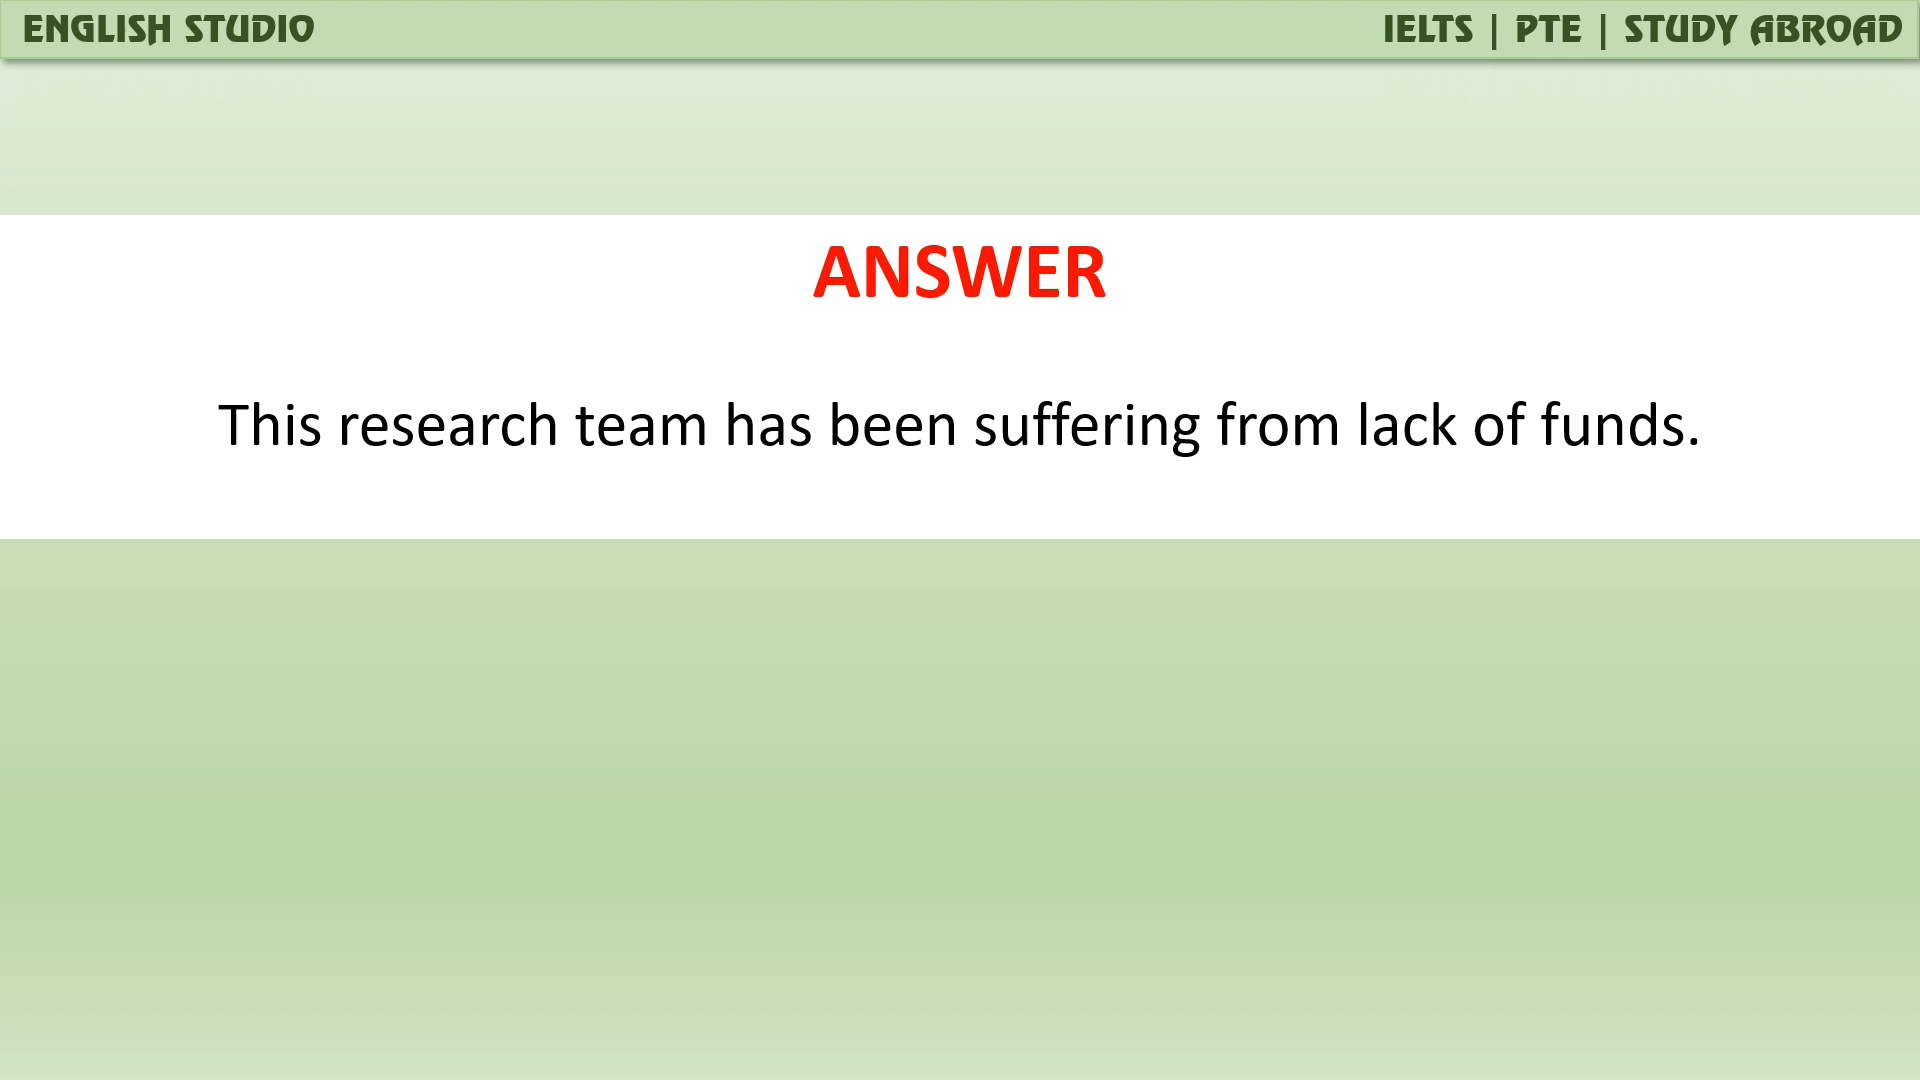 ENGLISH STUDIO
IELTS | PTE | STUDY ABROAD
ANSWER
This research team has been suffering from lack of funds.